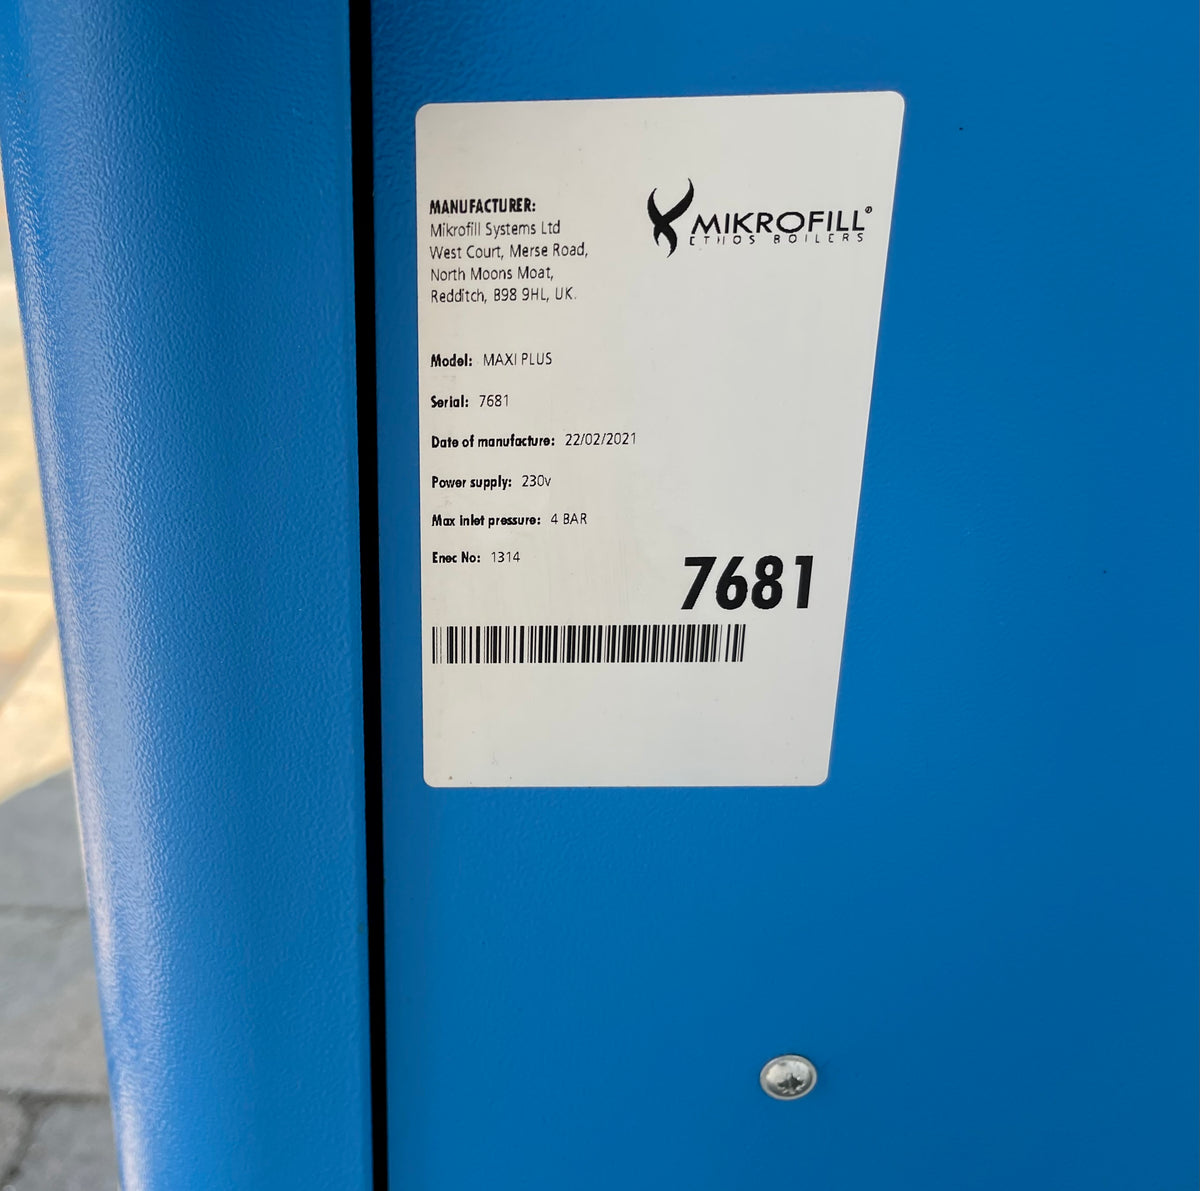 MANUFACTURER:
Mikrofill Systems Ltd
West Court, Merse Road,
North Moons Moat,
Redditch, B98 9HL, UK.
MIKROFILL®
ETHOS BOILERS
Model: MAXI PLUS
Serial: 7681
Date of manufacture: 22/02/2021
Power supply: 230v
Max inlet pressure: 4 BAR
Enec No: 1314
7681